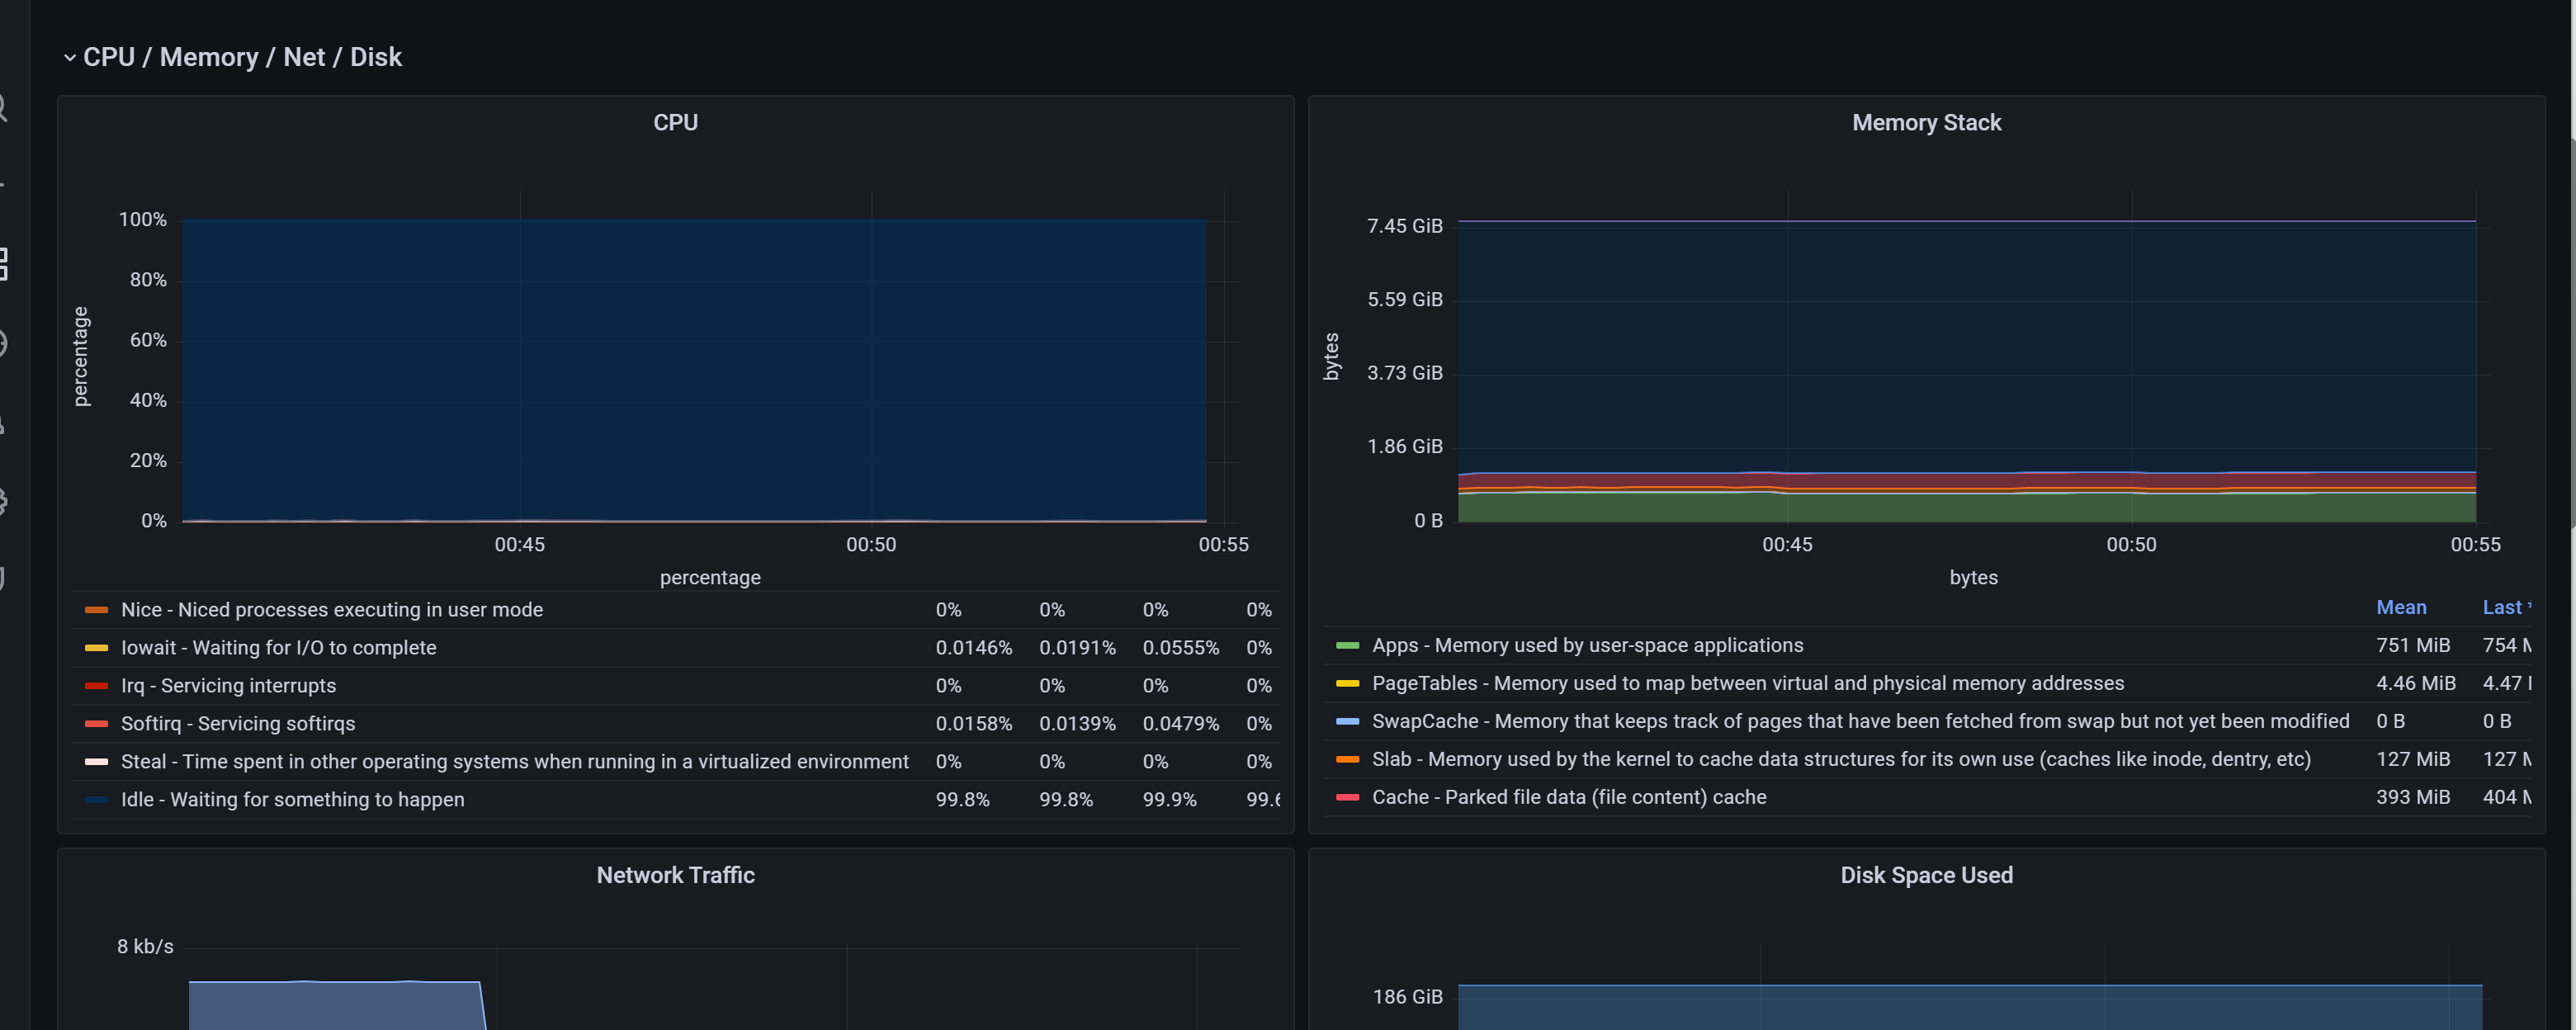 CPU / Memory / Net / Disk
CPU
percentage
100%
80%
60%
40%
20%
0%
00:45 00:50 00:55
percentage
Nice - Niced processes executing in user mode 0% 0% 0% 0%
Iowait - Waiting for I/O to complete 0.0146% 0.0191% 0.0555% 0%
Irq - Servicing interrupts 0% 0% 0% 0%
Softirq - Servicing softirqs 0.0158% 0.0139% 0.0479% 0%
Steal - Time spent in other operating systems when running in a virtualized environment 0% 0% 0% 0%
Idle - Waiting for something to happen 99.8% 99.8% 99.9% 99.6
Memory Stack
bytes
7.45 GiB
5.59 GiB
3.73 GiB
1.86 GiB
0 B
00:45 00:50 00:55
bytes
Mean Last *
Apps - Memory used by user-space applications 751 MiB 754 M
PageTables - Memory used to map between virtual and physical memory addresses 4.46 MiB 4.47
SwapCache - Memory that keeps track of pages that have been fetched from swap but not yet been modified 0 B 0 B
Slab - Memory used by the kernel to cache data structures for its own use (caches like inode, dentry, etc) 127 MiB 127 M
Cache - Parked file data (file content) cache 393 MiB 404 M
Network Traffic
8 kb/s
Disk Space Used
186 GiB